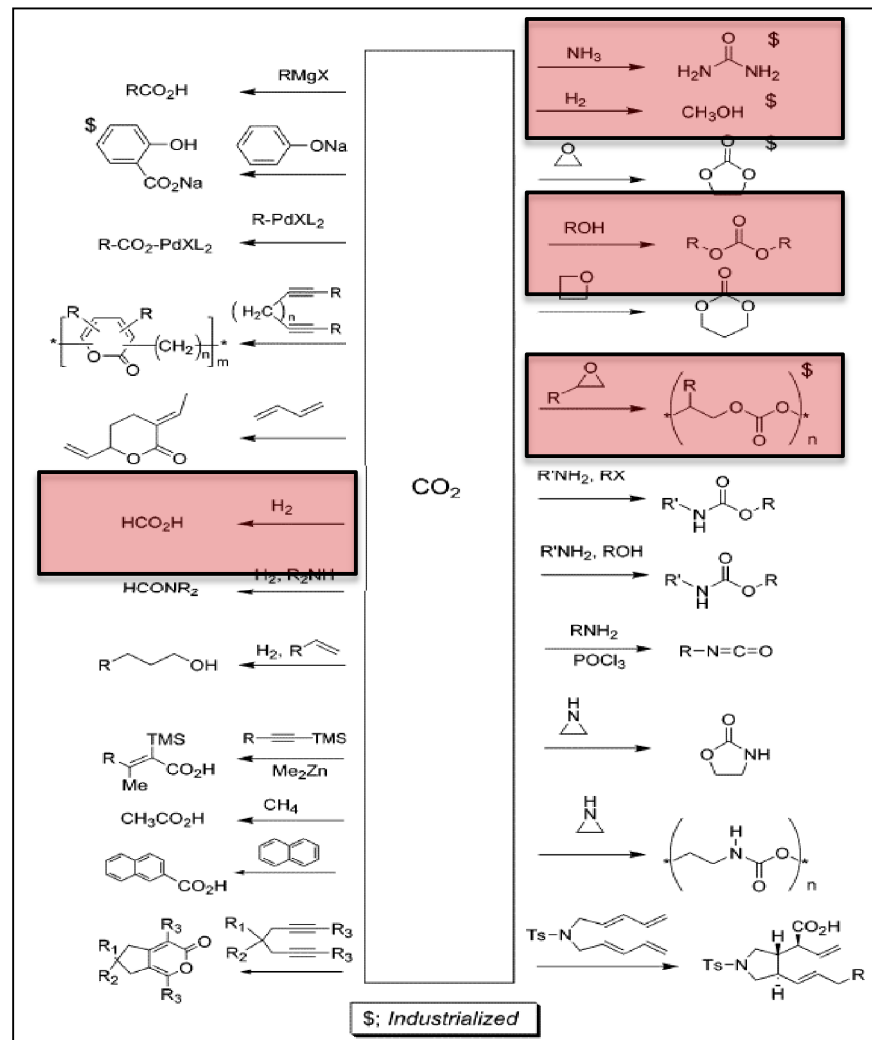 RMgX
RCO₂H
$
OH
CO₂Na
ONa
R-PdXL₂
R-CO₂-PdXL₂
R
R
O
O
(CH₂)n
m
*
*
(H₂C)n
R
R
O
O
H₂
HCO₂H
H₂, R₂NH
HCONR₂
H₂, R
R
OH
TMS
R
CO₂H
Me
R
TMS
Me₂Zn
CH₄
CH₃CO₂H
CO₂H
R₁
R₂
R₃
O
O
R₃
R₁
R₂
R₃
R₃
CO₂
NH₃
O
H₂N
NH₂
$
H₂
CH₃OH
$
O
O
O
O
$
ROH
R
O
O
O
R
O
O
O
O
R
O
*
R
O
O
O
*
n
$
R'NH₂, RX
R'
N
H
O
O
R
R'NH₂, ROH
R'
N
H
O
O
R
RNH₂
POCl₃
R-N=C=O
H
N
O
O
NH
H
N
*
H
N
O
O
*
n
Ts
N
CO₂H
Ts
N
H
H
R
$; Industrialized